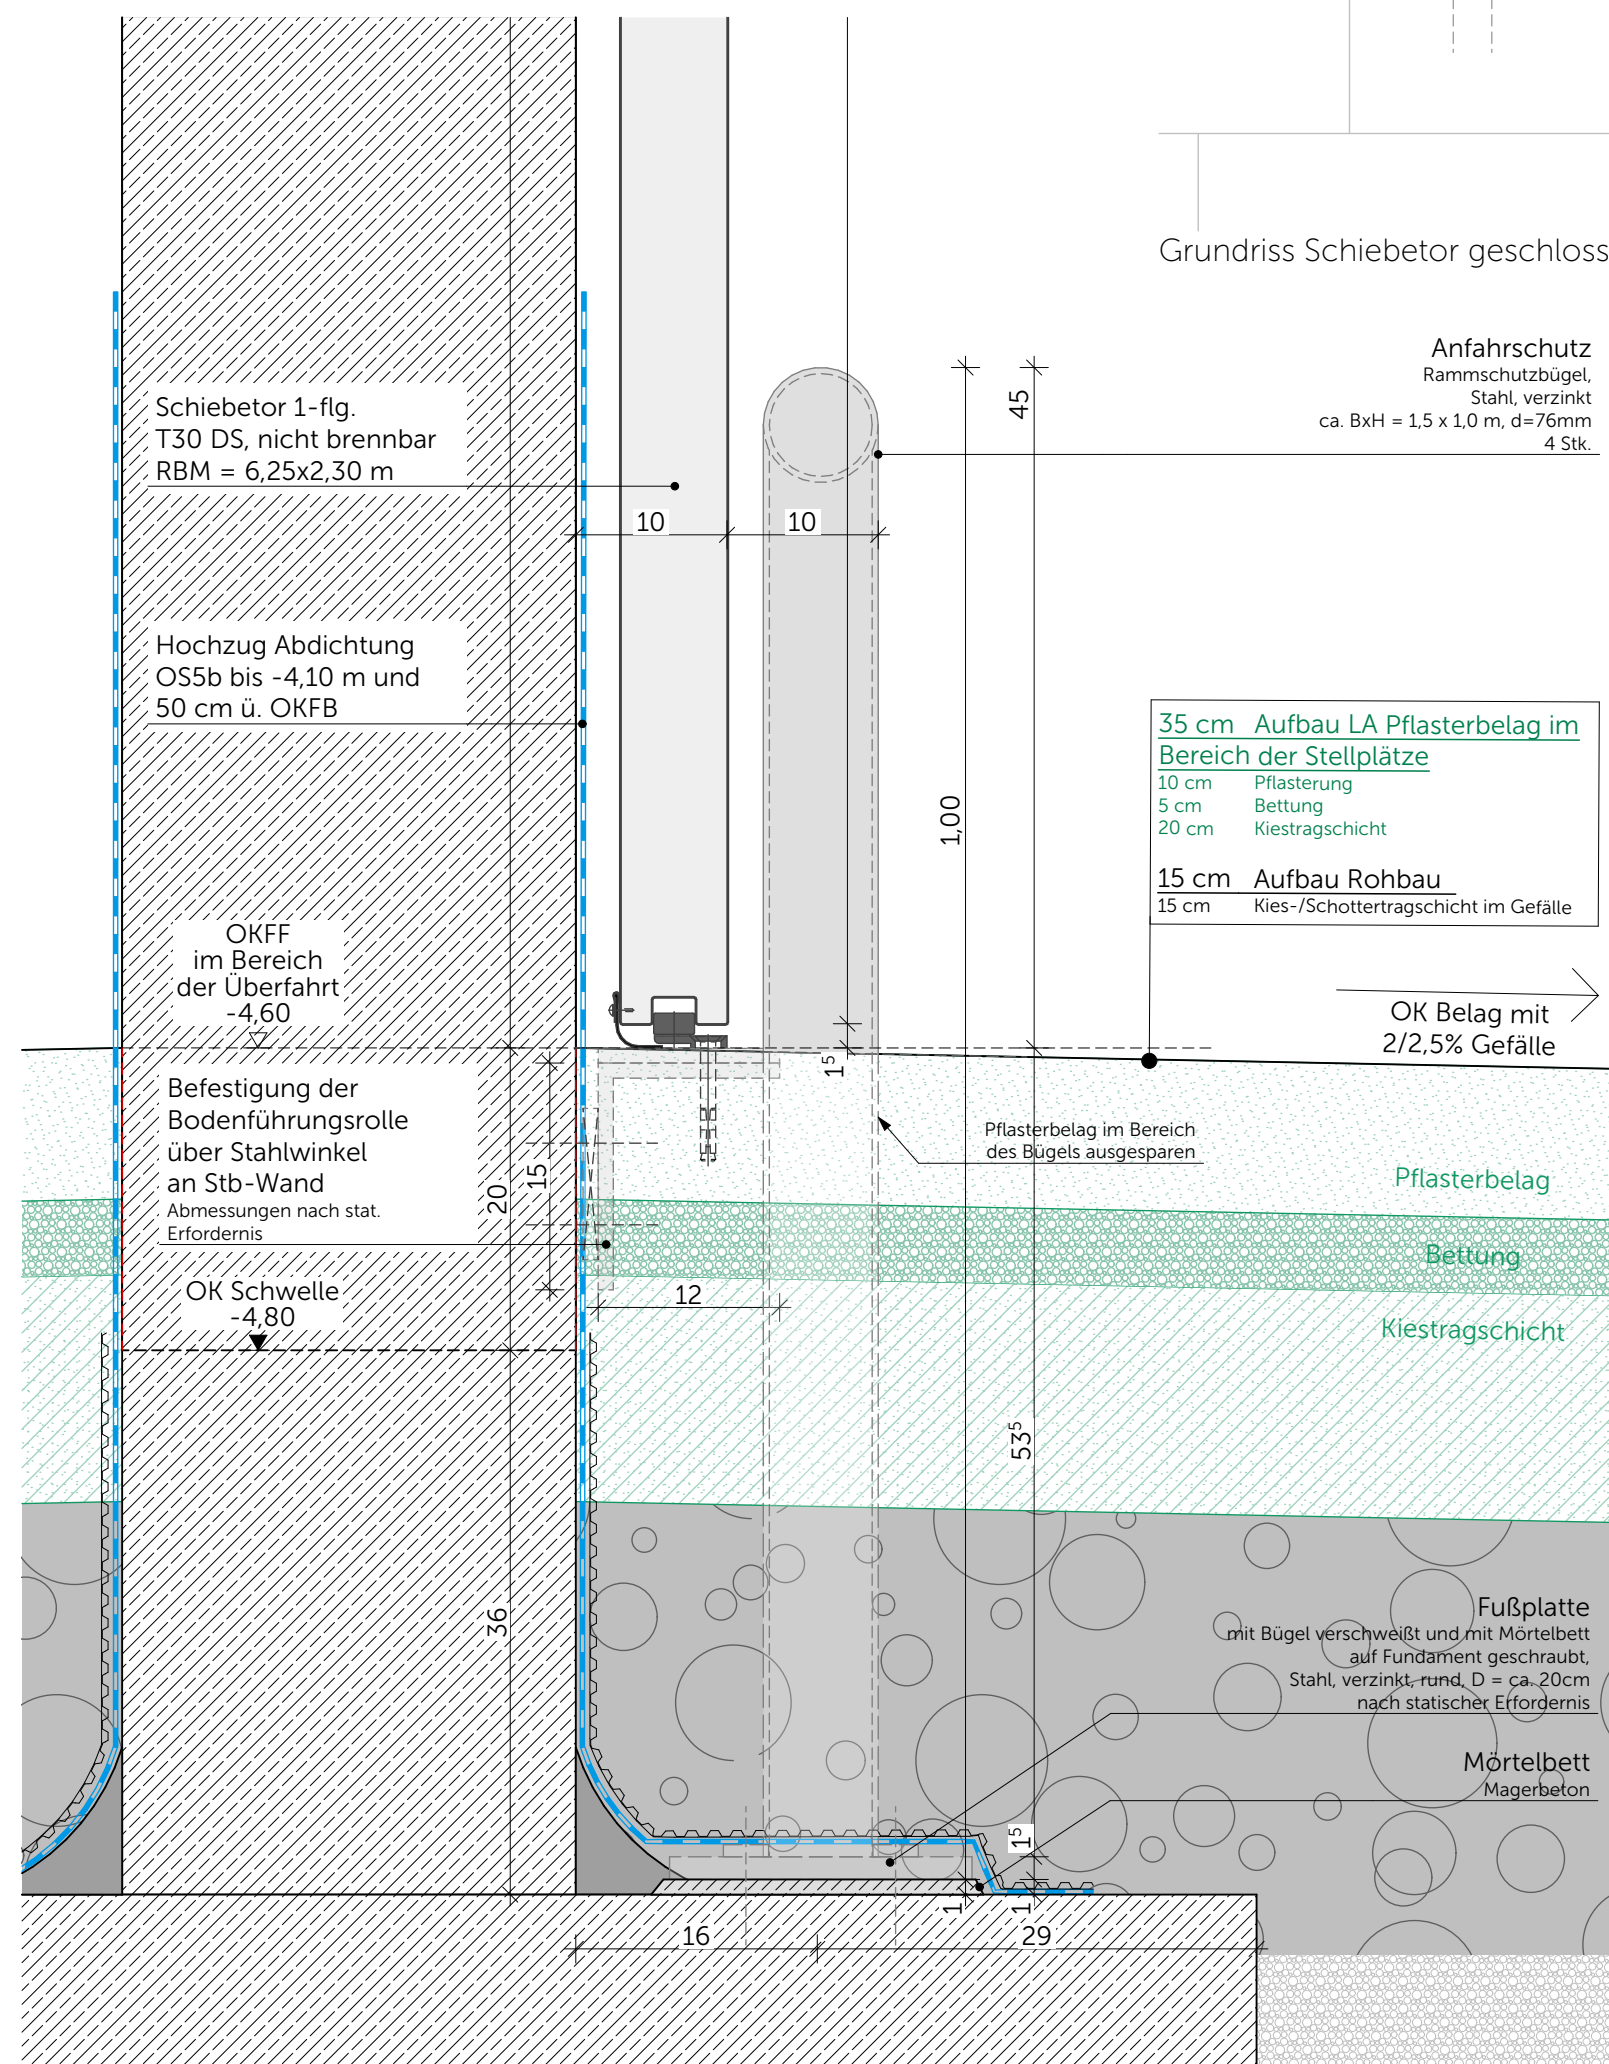 Grundriss Schiebetor geschloss
Anfahrschutz
Rammschutzbügel,
Stahl, verzinkt
ca. BxH = 1,5 x 1,0 m, d=76mm
4 Stk.
Schiebetor 1-flg.
T30 DS, nicht brennbar
RBM = 6,25x2,30 m
45
10
10
Hochzug Abdichtung
OS5b bis -4,10 m und
50 cm ü. OKFB
35 cm Aufbau LA Pflasterbelag im
Bereich der Stellplätze
10 cm Pflasterung
5 cm Bettung
20 cm Kiestragschicht
15 cm Aufbau Rohbau
15 cm Kies-/Schottertragschicht im Gefälle
1,00
OKFF
im Bereich
der Überfahrt
-4,60
OK Belag mit
2/2,5% Gefälle
1⁵
Befestigung der
Bodenführungsrolle
über Stahlwinkel
an Stb-Wand
Abmessungen nach stat.
Erfordernis
Pflasterbelag im Bereich
des Bügels ausgesparen
20
15
Pflasterbelag
Bettung
OK Schwelle
-4,80
12
Kiestragschicht
53⁵
36
Fußplatte
mit Bügel verschweißt und mit Mörtelbett
auf Fundament geschraubt,
Stahl, verzinkt, rund, D = ca. 20cm
nach statischer Erfordernis
Mörtelbett
Magerbeton
1⁵
1
1
16
29